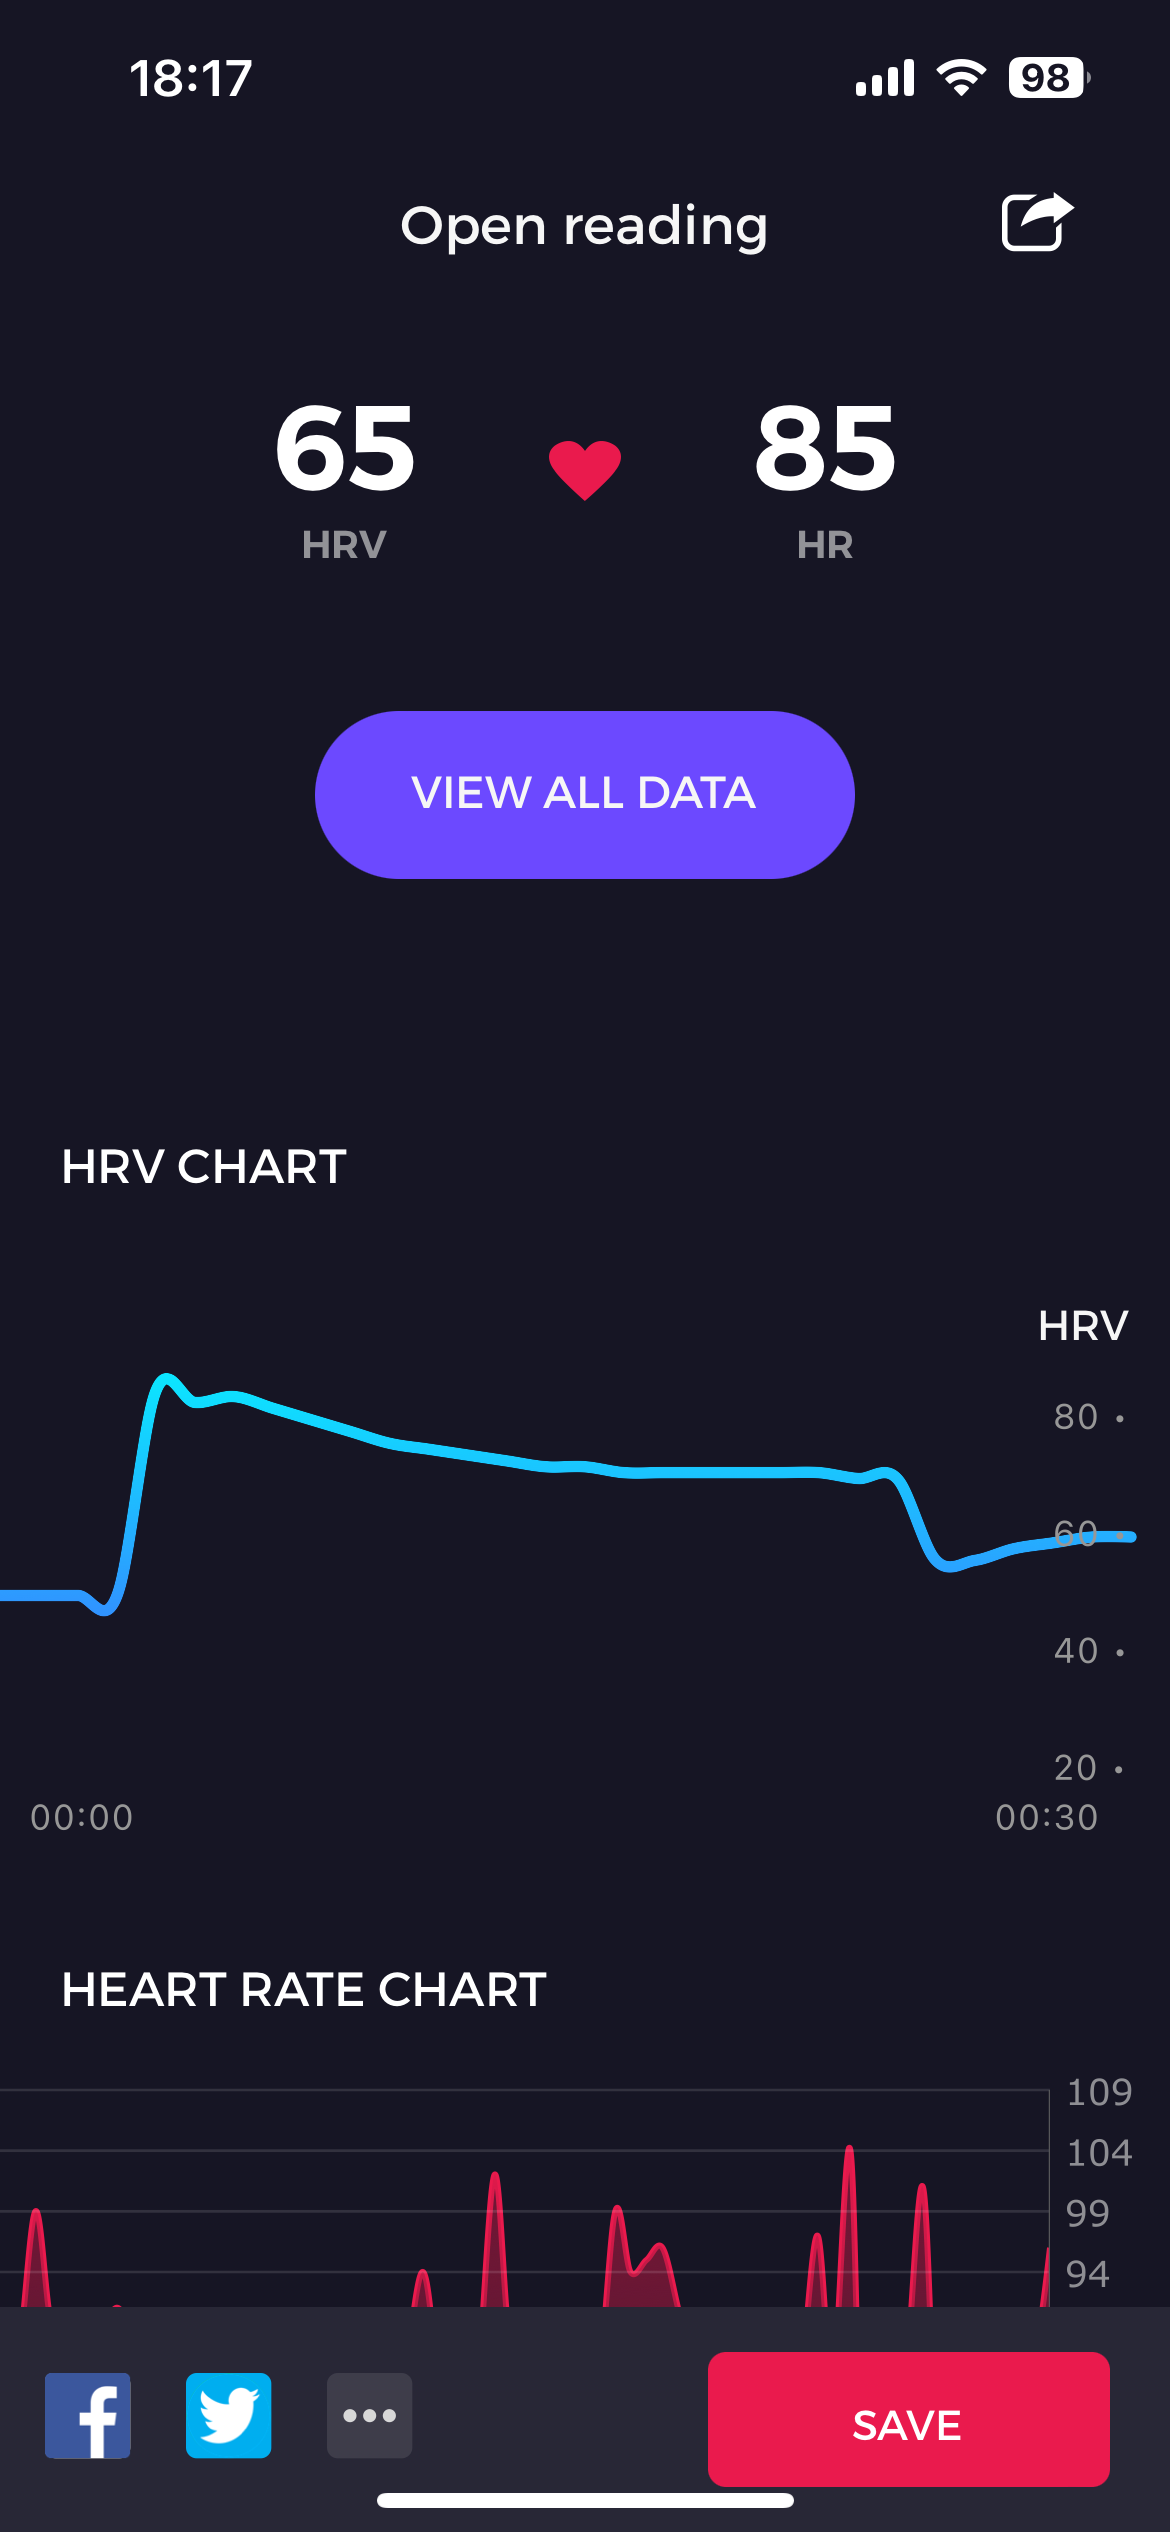 18:17
98
Open reading
65
85
HRV
HR
VIEW ALL DATA
HRV CHART
HRV
80
60
40
20
00:00
00:30
HEART RATE CHART
109
104
99
94
SAVE